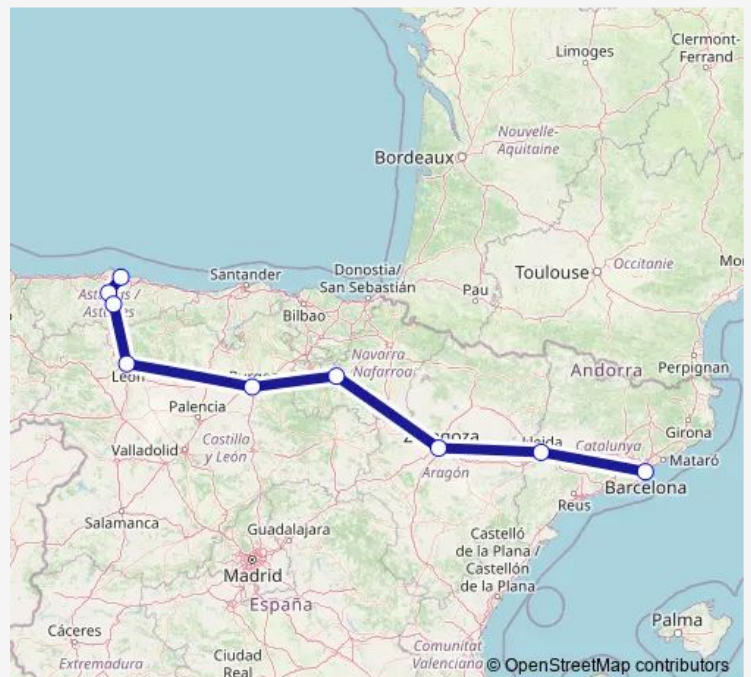 Clermont-
Ferrand
Limoges
Nouvelle-
Aquitaine
Bordeaux
Santander
Donostia/
San Sebastián
Toulouse
Occitanie
Pau
Bilbao
Navarra
Nafarroa
Andorra
Perpignan
León
Palencia
Girona
Valladolid
Castilla
y León
Catalunya
Mataró
Aragón
Barcelona
Reus
Salamanca
Guadalajara
Castelló
de la Plana /
Castellón
de la Plana
Madrid
España
Palma
Cáceres
Extremadura
Ciudad
Real
Comunitat
Valenciana
© OpenStreetMap contributors